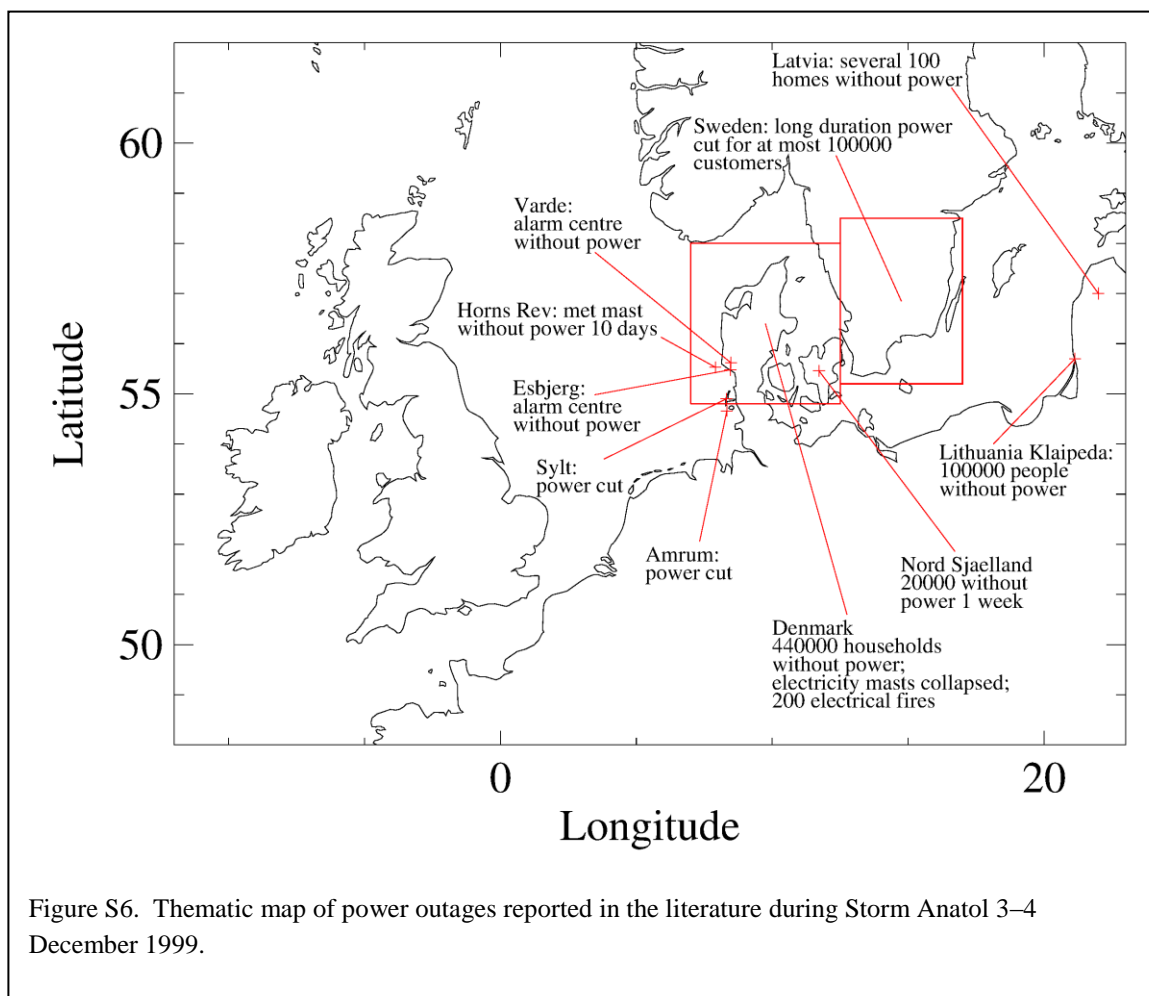 Latvia: several 100
homes without power
60
Sweden: long duration power
cut for at most 100000
customers
Varde:
alarm centre
without power
Horns Rev: met mast
without power 10 days
Latitude
55
Esbjerg:
alarm centre
without power
Sylt:
power cut
Lithuania Klaipeda:
100000 people
without power
Amrum:
power cut
Nord Sjaelland
20000 without
power 1 week
50
Denmark
440000 households
without power;
electricity masts collapsed;
200 electrical fires
0
20
Longitude
Figure S6. Thematic map of power outages reported in the literature during Storm Anatol 3–4
December 1999.